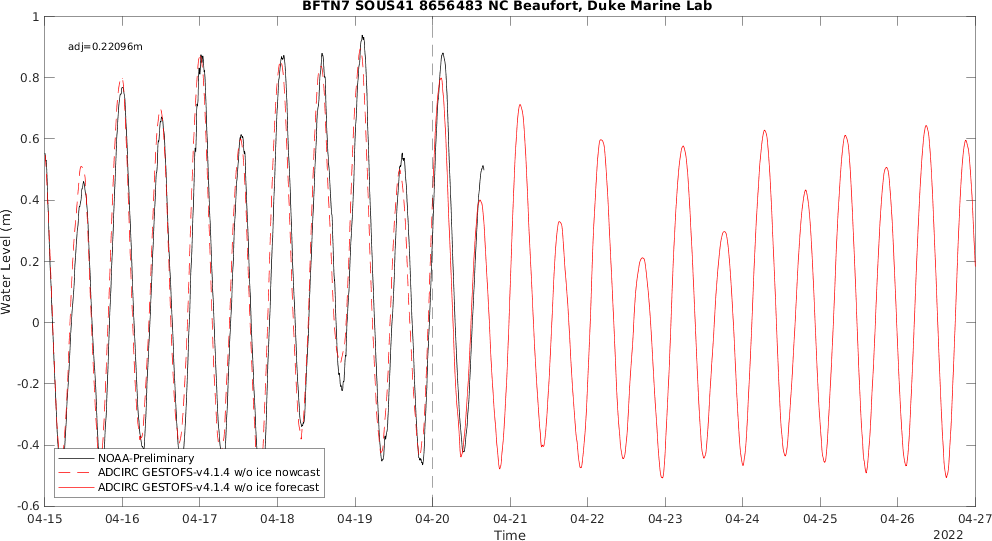 BFTN7 SOUS41 8656483 NC Beaufort, Duke Marine Lab
adj=0.22096m
Water Level (m)
1
0.8
0.6
0.4
0.2
0
-0.2
-0.4
-0.6
NOAA-Preliminary
ADCIRC GESTOFS-v4.1.4 w/o ice nowcast
ADCIRC GESTOFS-v4.1.4 w/o ice forecast
04-15 04-16 04-17 04-18 04-19 04-20 04-21 04-22 04-23 04-24 04-25 04-26 04-27
Time
2022